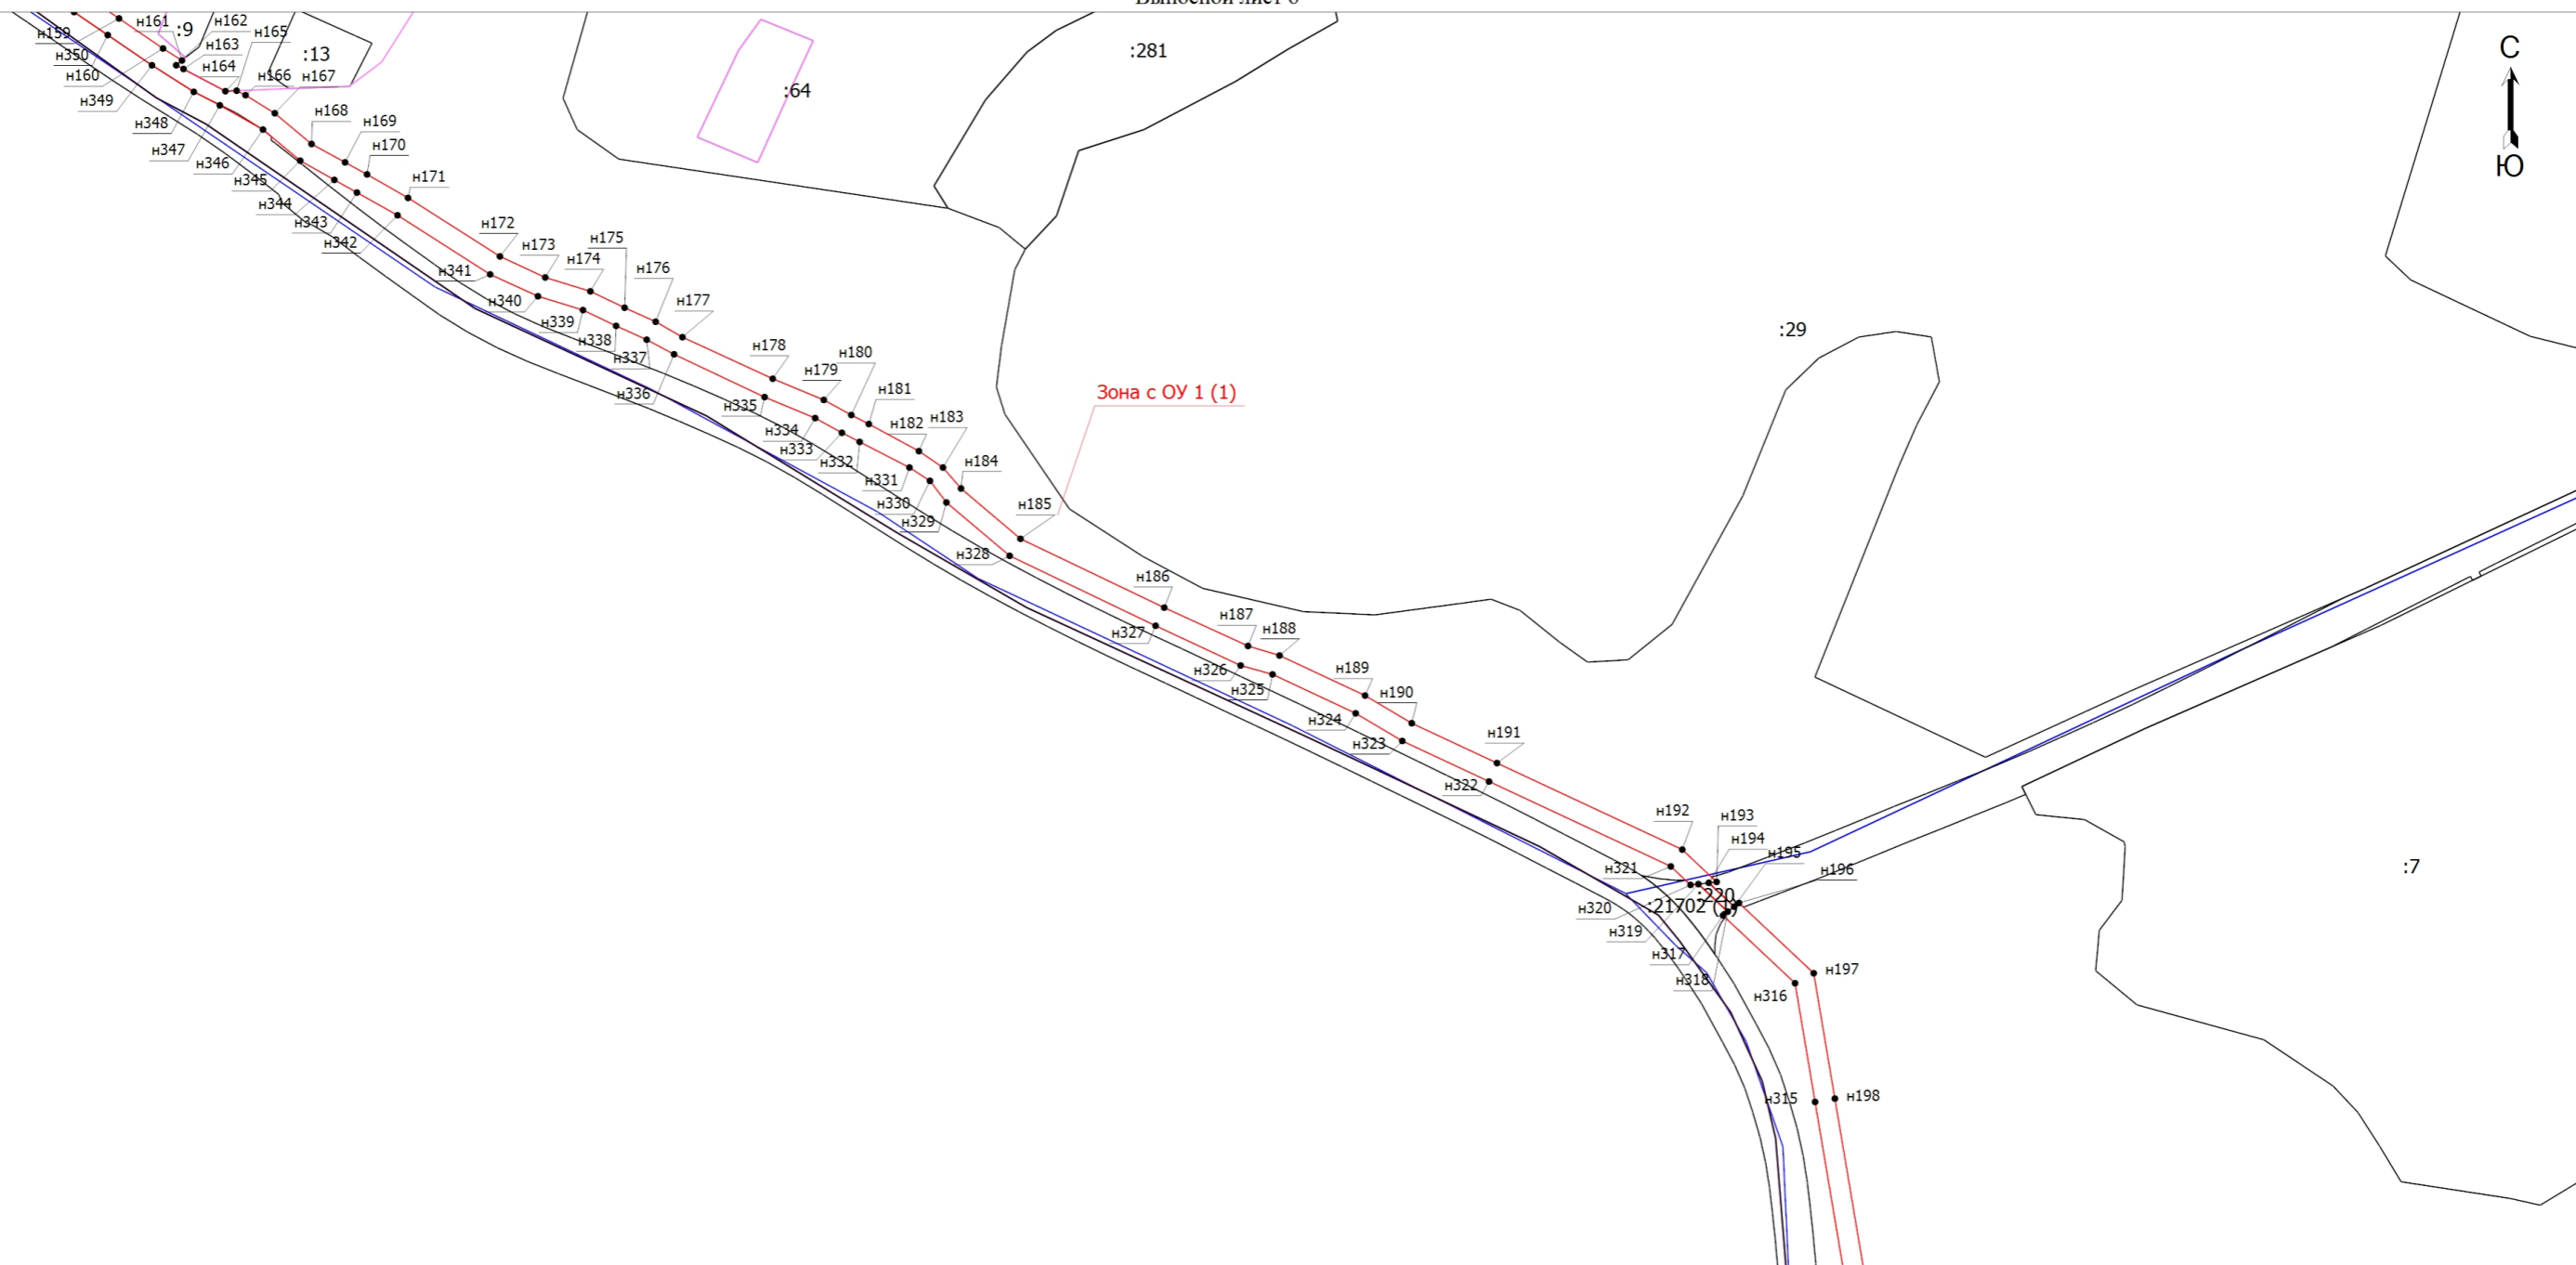 Выносной лист 6
н161
:9
н162
н159
н163
н165
С
н350
:13
:281
н160
н164
н166
н167
:64
н349
н168
н348
н169
Ю
н347
н170
н346
н345
н171
н344
н343
н172
н342
н173
н175
н174
н341
н176
н340
н177
н339
:29
н338
н178
н337
н180
н179
н336
н181
Зона с ОУ 1 (1)
н335
н182
н183
н334
н333
н184
н332
н331
н330
н185
н329
н328
н186
н187
н327
н188
н326
н189
н325
н190
н324
н191
н323
н322
н192
н193
н194
н195
н321
н196
:7
:220
н320
:21702 (1)
н319
н317
н197
н318
н316
н315
н198